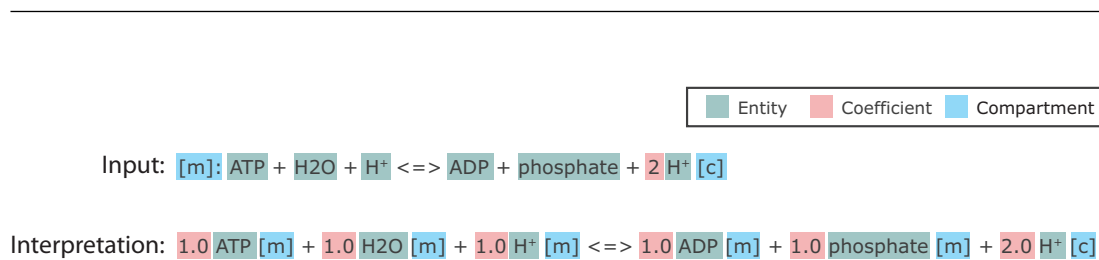 Entity Coefficient Compartment
Input: [m]: ATP + H2O + H⁺ <=> ADP + phosphate + 2 H⁺ [c]
Interpretation: 1.0 ATP [m] + 1.0 H2O [m] + 1.0 H⁺ [m] <=> 1.0 ADP [m] + 1.0 phosphate [m] + 2.0 H⁺ [c]